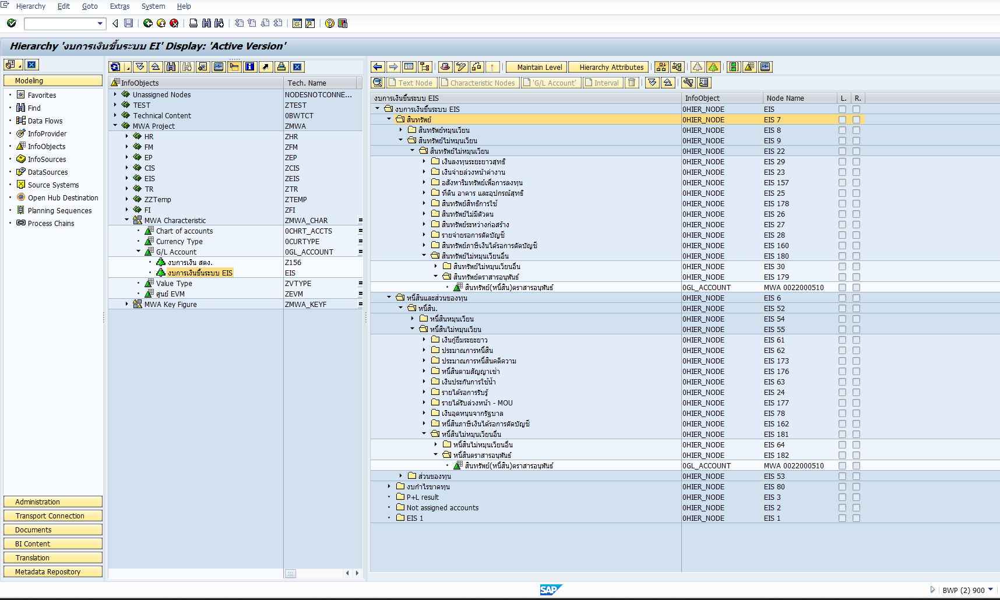 Hierarchy Edit Goto Extras System Help
Hierarchy 'งบการเงินขึ้นระบบ EI' Display: 'Active Version'
Maintain Level Hierarchy Attributes
Text Node Characteristic Nodes 'G/L Account' Interval
Modeling
Favorites
Find
Data Flows
InfoProvider
InfoObjects
InfoSources
DataSources
Source Systems
Open Hub Destination
Planning Sequences
Process Chains
Administration
Transport Connection
Documents
BI Content
Translation
Metadata Repository
InfoObjects Tech. Name
Unassigned Nodes NODESNOTCONNE...
TEST ZTEST
Technical Content 0BWTCT
MWA Project ZMWA
HR ZHR
FM ZFM
EP ZEP
CIS ZCIS
EIS ZEIS
TR ZTR
ZZTemp ZTEMP
FI ZFI
MWA Characteristic ZMWA_CHAR
Chart of accounts 0CHRT_ACCTS
Currency Type 0CURTYPE
G/L Account 0GL_ACCOUNT
งบการเงิน สตง. Z156
งบการเงินขึ้นระบบ EIS EIS
Value Type ZVTYPE
ศูนย์ EVM ZEVM
MWA Key Figure ZMWA_KEYF
งบการเงินขึ้นระบบ EIS InfoObject Node Name L. R.
งบการเงินขึ้นระบบ EIS 0HIER_NODE EIS
สินทรัพย์ 0HIER_NODE EIS 7
สินทรัพย์หมุนเวียน 0HIER_NODE EIS 8
สินทรัพย์ไม่หมุนเวียน 0HIER_NODE EIS 9
สินทรัพย์ไม่หมุนเวียน 0HIER_NODE EIS 22
เงินลงทุนระยะยาวสุทธิ 0HIER_NODE EIS 29
เงินจ่ายล่วงหน้าค่างาน 0HIER_NODE EIS 23
อสังหาริมทรัพย์เพื่อการลงทุน 0HIER_NODE EIS 157
ที่ดิน อาคาร และอุปกรณ์สุทธิ 0HIER_NODE EIS 25
สินทรัพย์สิทธิการใช้ 0HIER_NODE EIS 178
สินทรัพย์ไม่มีตัวตน 0HIER_NODE EIS 26
สินทรัพย์ระหว่างก่อสร้าง 0HIER_NODE EIS 27
รายจ่ายรอการตัดบัญชี 0HIER_NODE EIS 28
สินทรัพย์ภาษีเงินได้รอการตัดบัญชี 0HIER_NODE EIS 160
สินทรัพย์ไม่หมุนเวียนอื่น 0HIER_NODE EIS 180
สินทรัพย์ไม่หมุนเวียนอื่น 0HIER_NODE EIS 30
สินทรัพย์ตราสารอนุพันธ์ 0HIER_NODE EIS 179
สินทรัพย์(หนี้สิน)ตราสารอนุพันธ์ 0GL_ACCOUNT MWA 0022000510
หนี้สินและส่วนของทุน 0HIER_NODE EIS 6
หนี้สิน. 0HIER_NODE EIS 52
หนี้สินหมุนเวียน 0HIER_NODE EIS 54
หนี้สินไม่หมุนเวียน 0HIER_NODE EIS 55
เงินกู้ยืมระยะยาว 0HIER_NODE EIS 61
ประมาณการหนี้สิน 0HIER_NODE EIS 62
ประมาณการหนี้สินคดีความ 0HIER_NODE EIS 173
หนี้สินตามสัญญาเช่า 0HIER_NODE EIS 176
เงินประกันการใช้น้ำ 0HIER_NODE EIS 63
รายได้รอการรับรู้ 0HIER_NODE EIS 24
รายได้รับล่วงหน้า - MOU 0HIER_NODE EIS 177
เงินอุดหนุนจากรัฐบาล 0HIER_NODE EIS 78
หนี้สินภาษีเงินได้รอการตัดบัญชี 0HIER_NODE EIS 162
หนี้สินไม่หมุนเวียนอื่น 0HIER_NODE EIS 181
หนี้สินไม่หมุนเวียนอื่น 0HIER_NODE EIS 64
หนี้สินตราสารอนุพันธ์ 0HIER_NODE EIS 182
สินทรัพย์(หนี้สิน)ตราสารอนุพันธ์ 0GL_ACCOUNT MWA 0022000510
ส่วนของทุน 0HIER_NODE EIS 53
งบกำไรขาดทุน 0HIER_NODE EIS 80
P+L result 0HIER_NODE EIS 3
Not assigned accounts 0HIER_NODE EIS 2
EIS 1 0HIER_NODE EIS 1
SAP
BWP (2) 900